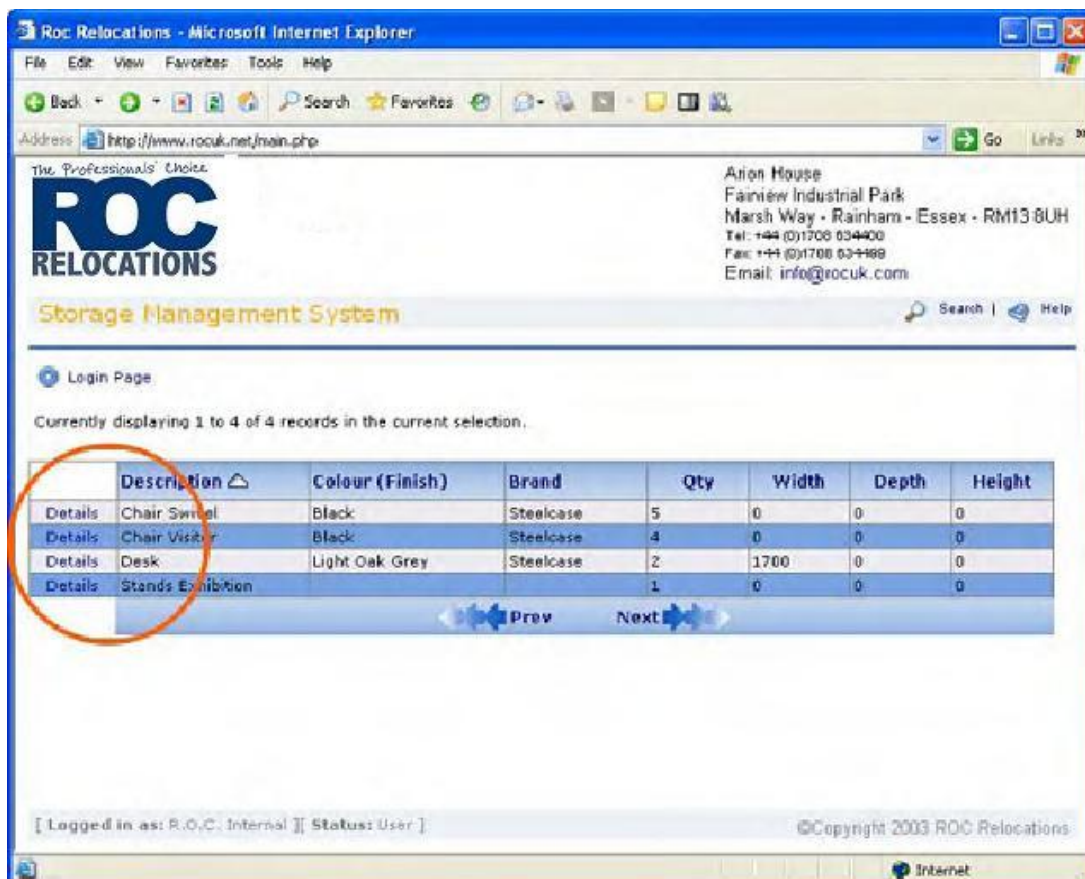 Roc Relocations - Microsoft Internet Explorer
File Edit View Favorites Tools Help
Back Search Favorites
Address http://www.rocuk.net/main.php Go Links
The Professionals' Choice
ROC
RELOCATIONS
Arion House
Fairview Industrial Park
Marsh Way - Rainham - Essex - RM13 8UH
Tel: +44 (0)1708 634400
Fax: +44 (0)1708 634499
Email: info@rocuk.com
Storage Management System Search | Help
Login Page
Currently displaying 1 to 4 of 4 records in the current selection.
Description Colour (Finish) Brand Qty Width Depth Height
Details Chair Swivel Black Steelcase 5 0 0 0
Details Chair Visitor Black Steelcase 4 0 0 0
Details Desk Light Oak Grey Steelcase 2 1700 0 0
Details Stands Exhibition 1 0 0 0
Prev Next
[ Logged in as: R.O.C. Internal ][ Status: User ] ©Copyright 2003 ROC Relocations
Internet